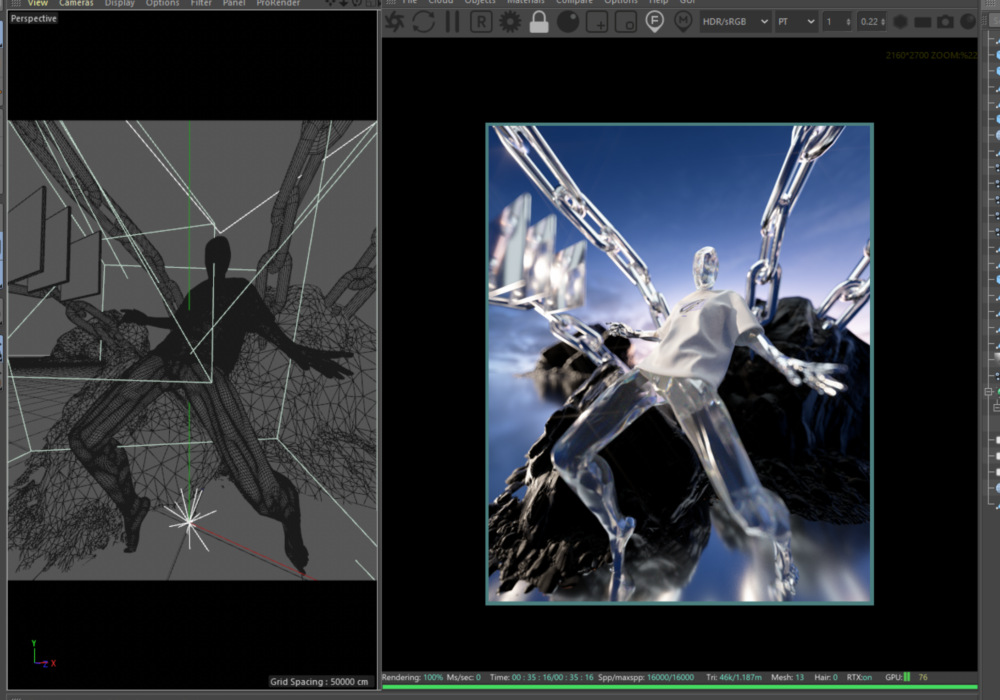 View Cameras Display Options Filter Panel ProRender
Perspective
Grid Spacing : 50000 cm
Y
X
File Cloud Objects Materials Compare Options Help GUI
R
F
M
HDR/sRGB
PT
1
0.22
2160*2700 ZOOM:%22
Rendering: 100% Ms/sec: 0 Time: 00 : 35 : 16/00 : 35 : 16 Spp/maxspp: 16000/16000 Tri: 46k/1.187m Mesh: 13 Hair: 0 RTX:on GPU: 76